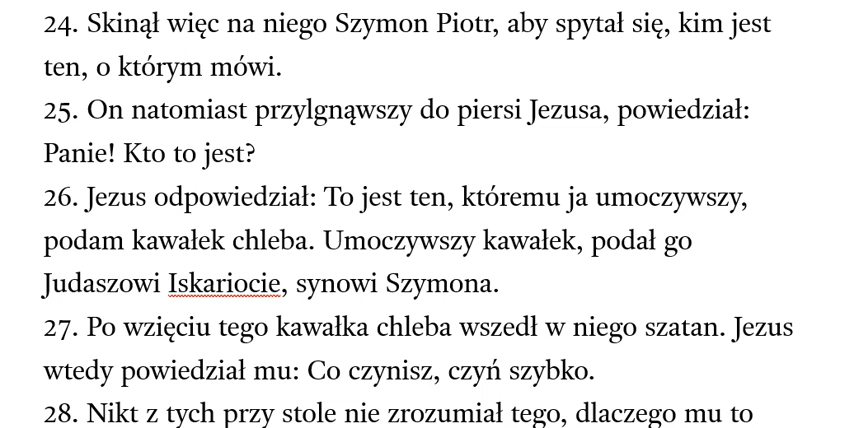 24. Skinął więc na niego Szymon Piotr, aby spytał się, kim jest
ten, o którym mówi.
25. On natomiast przylgnąwszy do piersi Jezusa, powiedział:
Panie! Kto to jest?
26. Jezus odpowiedział: To jest ten, któremu ja umoczywszy,
podam kawałek chleba. Umoczywszy kawałek, podał go
Judaszowi Iskariocie, synowi Szymona.
27. Po wzięciu tego kawałka chleba wszedł w niego szatan. Jezus
wtedy powiedział mu: Co czynisz, czyń szybko.
28. Nikt z tych przy stole nie zrozumiał tego, dlaczego mu to